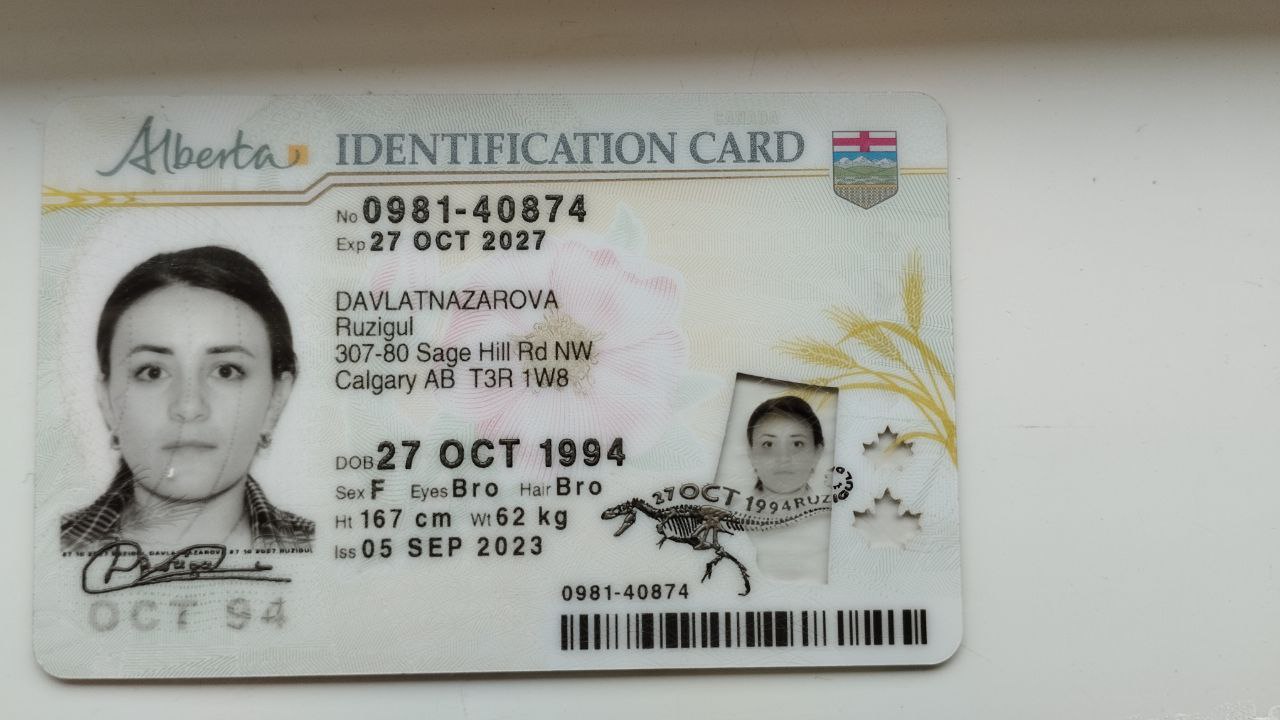 CANADA
Alberta IDENTIFICATION CARD
No 0981-40874
Exp 27 OCT 2027
DAVLATNAZAROVA
Ruzigul
307-80 Sage Hill Rd NW
Calgary AB T3R 1W8
DOB 27 OCT 1994
Sex F Eyes Bro Hair Bro
Ht 167 cm Wt 62 kg
Iss 05 SEP 2023
27 OCT 1994 RUZ
OCT 94
0981-40874